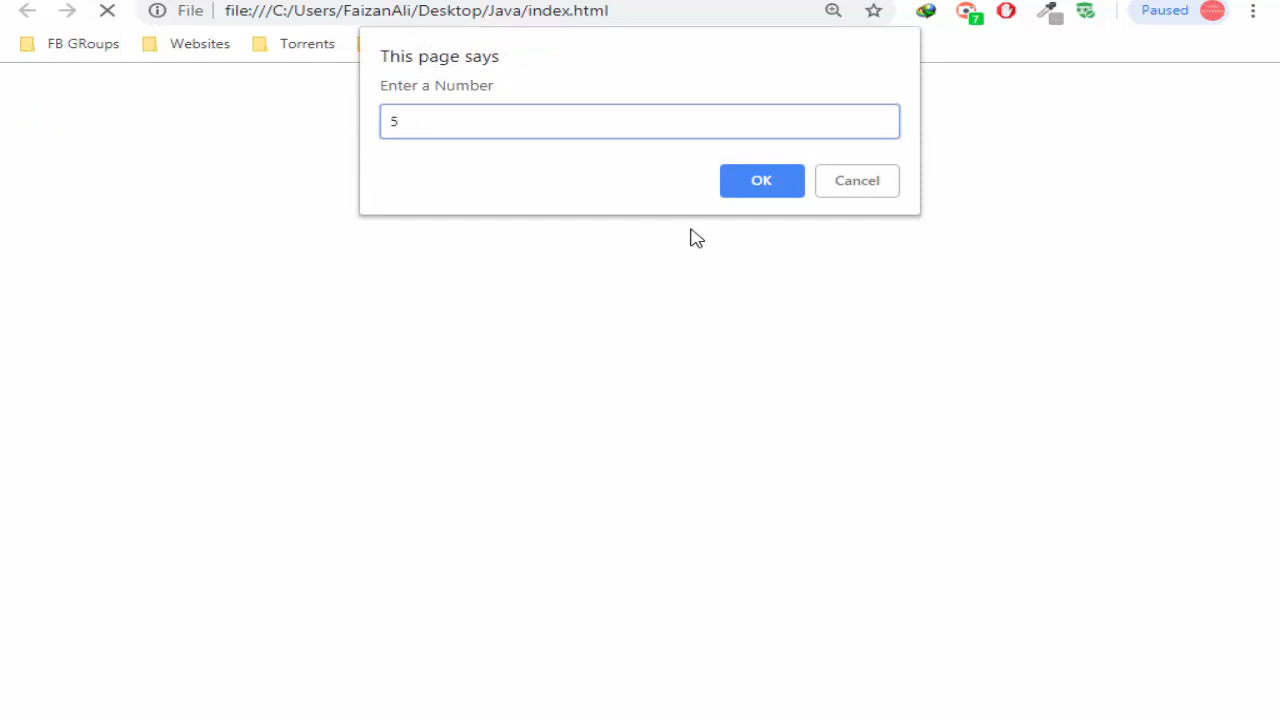 File file:///C:/Users/FaizanAli/Desktop/Java/index.html 7 Paused
FB GRoups Websites Torrents
This page says
Enter a Number
5
OK Cancel